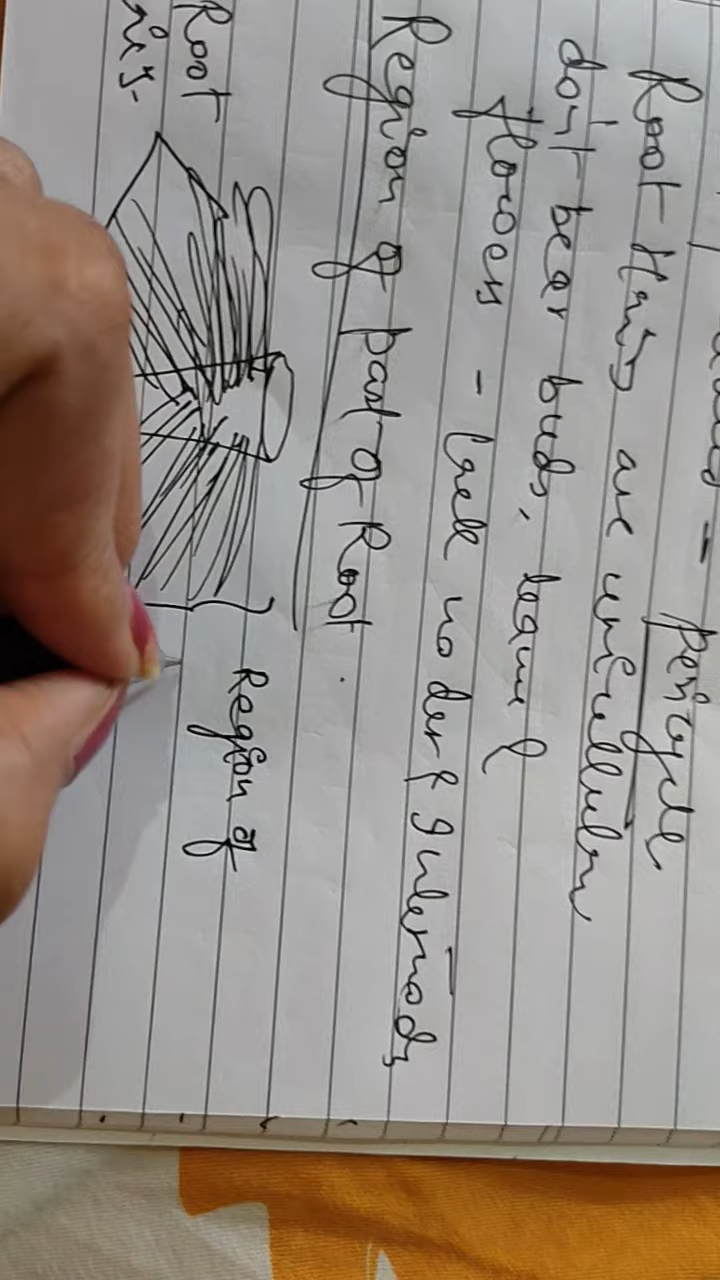 - Pericycle
Root Hairs are unicellular
don't bear buds, leaves &
flowers - Lack nodes & Internodes
Region of part of Root.
Root
Region of